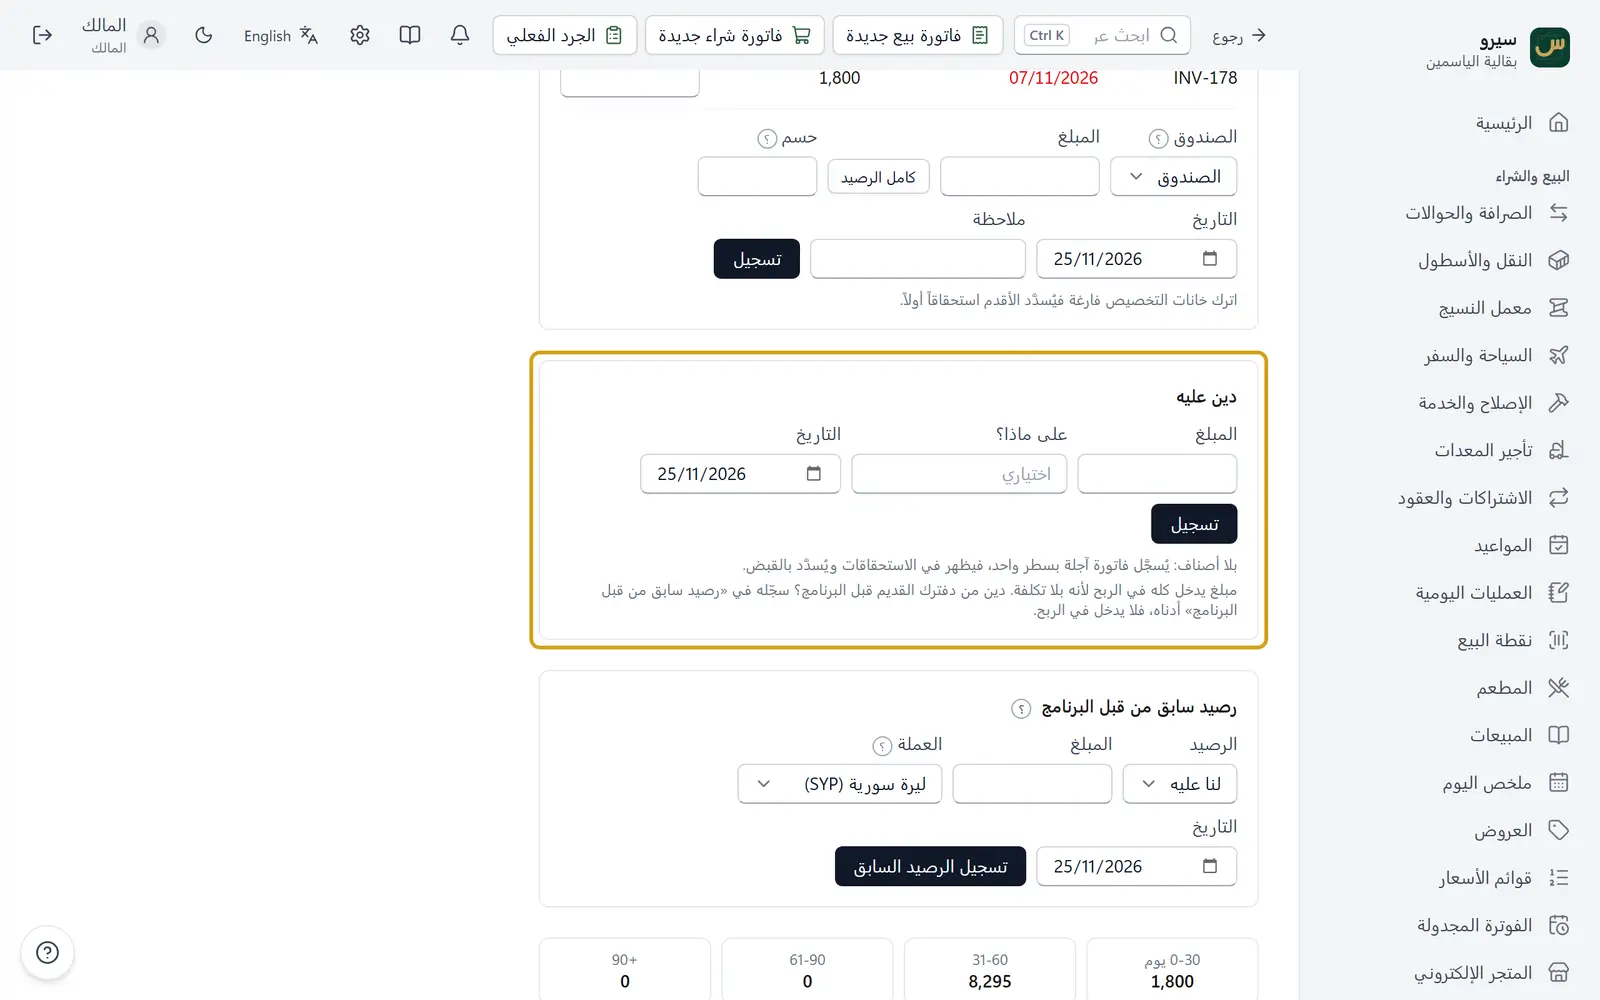 سيرو
بقالية الياسمين
رجوع
ابحث عر
Ctrl K
فاتورة بيع جديدة
فاتورة شراء جديدة
الجرد الفعلي
English
المالك
المالك
الرئيسية
البيع والشراء
الصرافة والحوالات
النقل والأسطول
معمل النسيج
السياحة والسفر
الإصلاح والخدمة
تأجير المعدات
الاشتراكات والعقود
المواعيد
العمليات اليومية
نقطة البيع
المطعم
المبيعات
ملخص اليوم
العروض
قوائم الأسعار
الفوترة المجدولة
المتجر الإلكتروني
INV-178
07/11/2026
1,800
الصندوق ؟
المبلغ
حسم ؟
الصندوق
كامل الرصيد
التاريخ
ملاحظة
25/11/2026
تسجيل
اترك خانات التخصيص فارغة فيُسدَّد الأقدم استحقاقاً أولاً.
دين عليه
المبلغ
على ماذا؟
التاريخ
اختياري
25/11/2026
تسجيل
بلا أصناف: يُسجَّل فاتورة آجلة بسطر واحد، فيظهر في الاستحقاقات ويُسدَّد بالقبض.
مبلغ يدخل كله في الربح لأنه بلا تكلفة. دين من دفترك القديم قبل البرنامج؟ سجّله في «رصيد سابق من قبل
البرنامج» أدناه، فلا يدخل في الربح.
رصيد سابق من قبل البرنامج ؟
الرصيد
المبلغ
العملة ؟
لنا عليه
ليرة سورية (SYP)
التاريخ
25/11/2026
تسجيل الرصيد السابق
0-30 يوم
31-60
61-90
90+
1,800
8,295
0
0